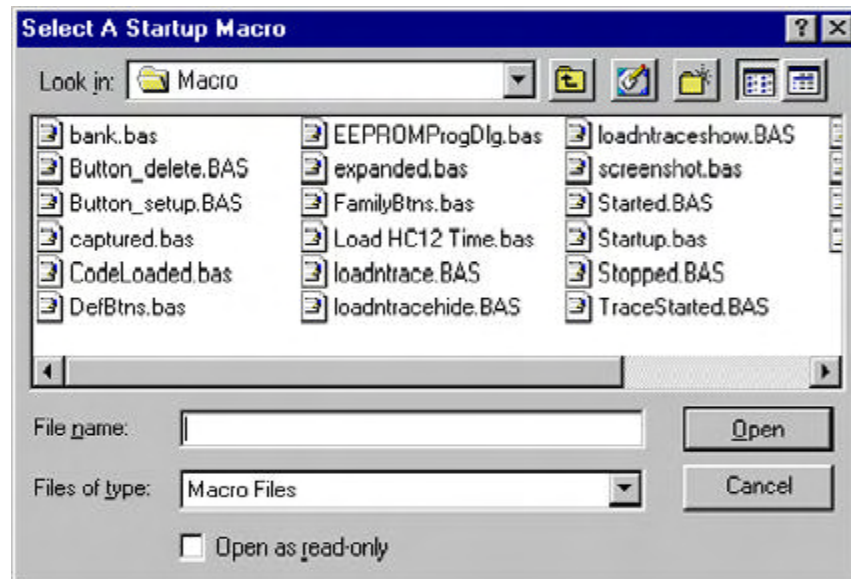 Select A Startup Macro
Look in: Macro
bank.bas
Button_delete.BAS
Button_setup.BAS
captured.bas
CodeLoaded.bas
DefBtns.bas
EEPROMProgDlg.bas
expanded.bas
FamilyBtns.bas
Load HC12 Time.bas
loadntrace.BAS
loadntracehide.BAS
loadntraceshow.BAS
screenshot.bas
Started.BAS
Startup.bas
Stopped.BAS
TraceStarted.BAS
File name:
Open
Files of type: Macro Files
Cancel
Open as read-only